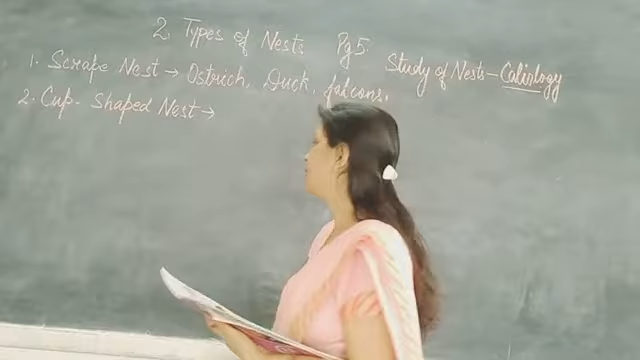 2. Types of Nests Pg 5.
Study of Nests - Caliology
1. Scrape Nest → Ostrich, Duck, falcons.
2. Cup - Shaped Nest →